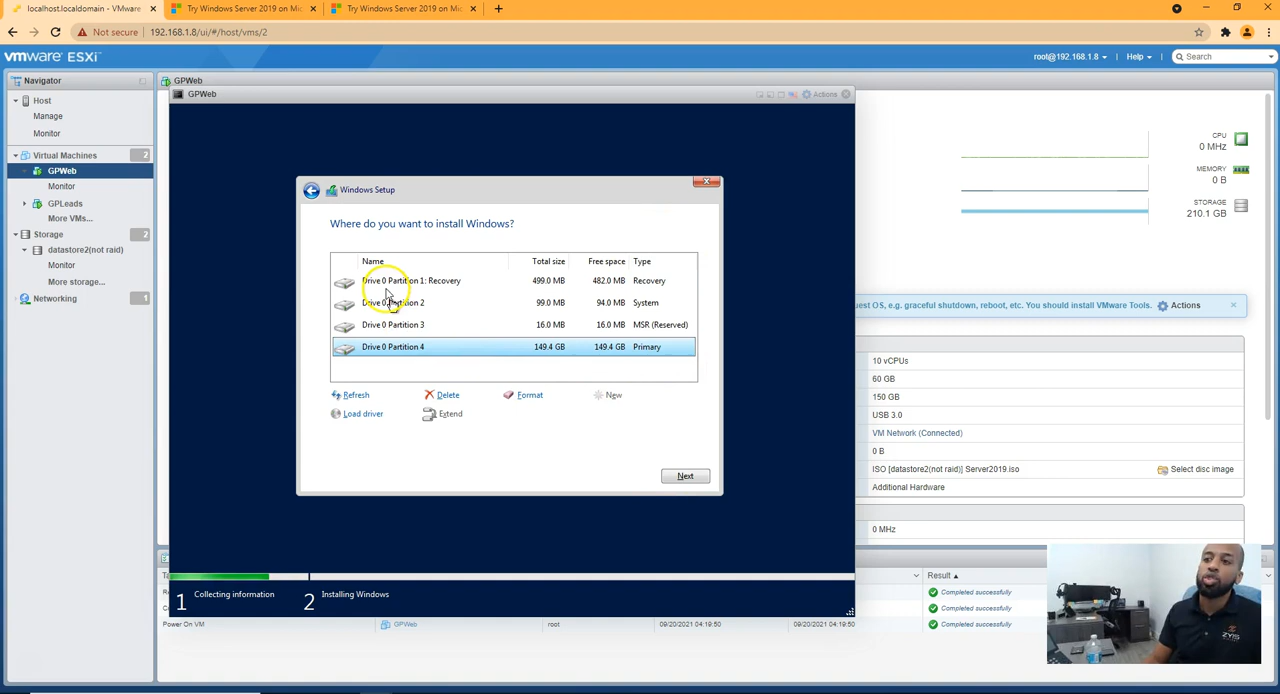 localhost.localdomain - VMware
Try Windows Server 2019 on Mic
Try Windows Server 2019 on Mic
Not secure
192.168.1.8/ui/#/host/vms/2
vmware ESXi
root@192.168.1.8
Help
Search
Navigator
GPWeb
Host
Manage
Monitor
Virtual Machines
2
GPWeb
Monitor
GPLeads
More VMs...
Storage
2
datastore2(not raid)
Monitor
More storage...
Networking
1
GPWeb
Actions
Windows Setup
Where do you want to install Windows?
Name
Total size
Free space
Type
Drive 0 Partition 1: Recovery
499.0 MB
482.0 MB
Recovery
Drive 0 Partition 2
99.0 MB
94.0 MB
System
Drive 0 Partition 3
16.0 MB
16.0 MB
MSR (Reserved)
Drive 0 Partition 4
149.4 GB
149.4 GB
Primary
Refresh
Delete
Format
New
Load driver
Extend
Next
1
Collecting information
2
Installing Windows
CPU
0 MHz
MEMORY
0 B
STORAGE
210.1 GB
uest OS, e.g. graceful shutdown, reboot, etc. You should install VMware Tools.
Actions
10 vCPUs
60 GB
150 GB
USB 3.0
VM Network (Connected)
0 B
ISO [datastore2(not raid)] Server2019.iso
Select disc image
Additional Hardware
0 MHz
Result
Completed successfully
Completed successfully
Power On VM
GPWeb
root
09/20/2021 04:19:50
09/20/2021 04:19:50
Completed successfully
ZYIS